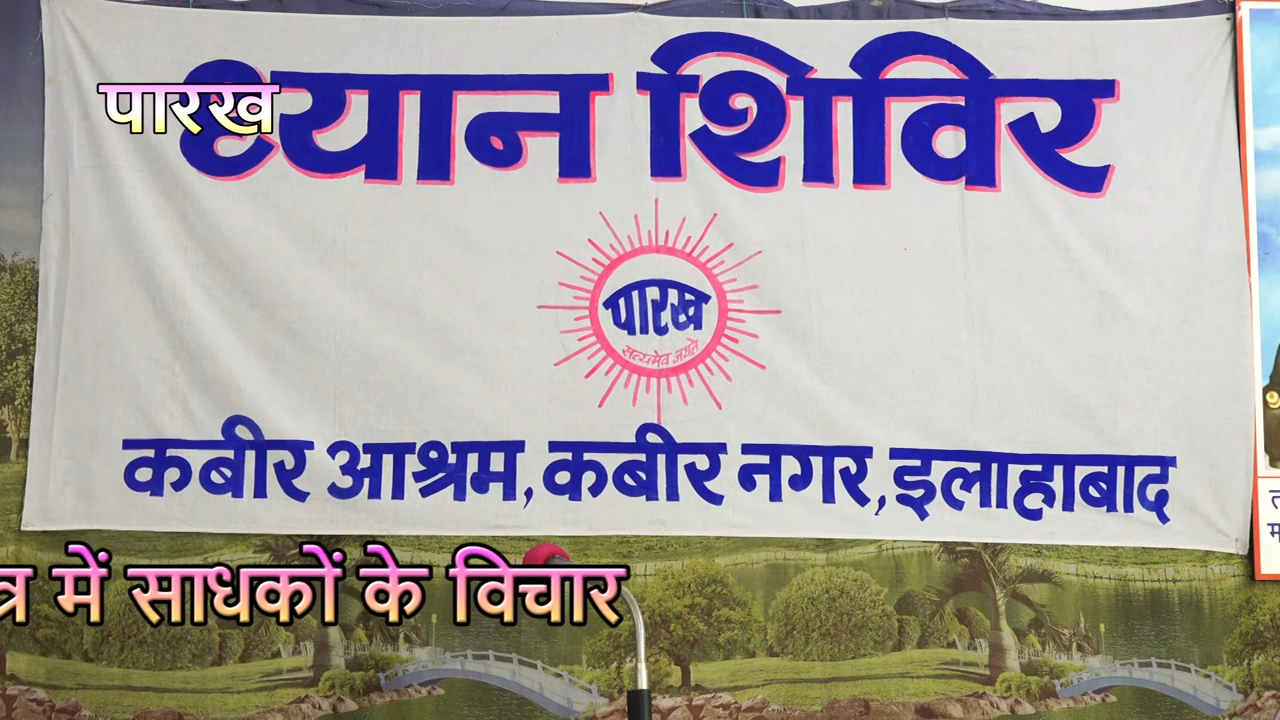 पारख
ध्यान शिविर
पारख
सत्यमेव जयते
कबीर आश्रम, कबीर नगर, इलाहाबाद
में साधकों के विचार